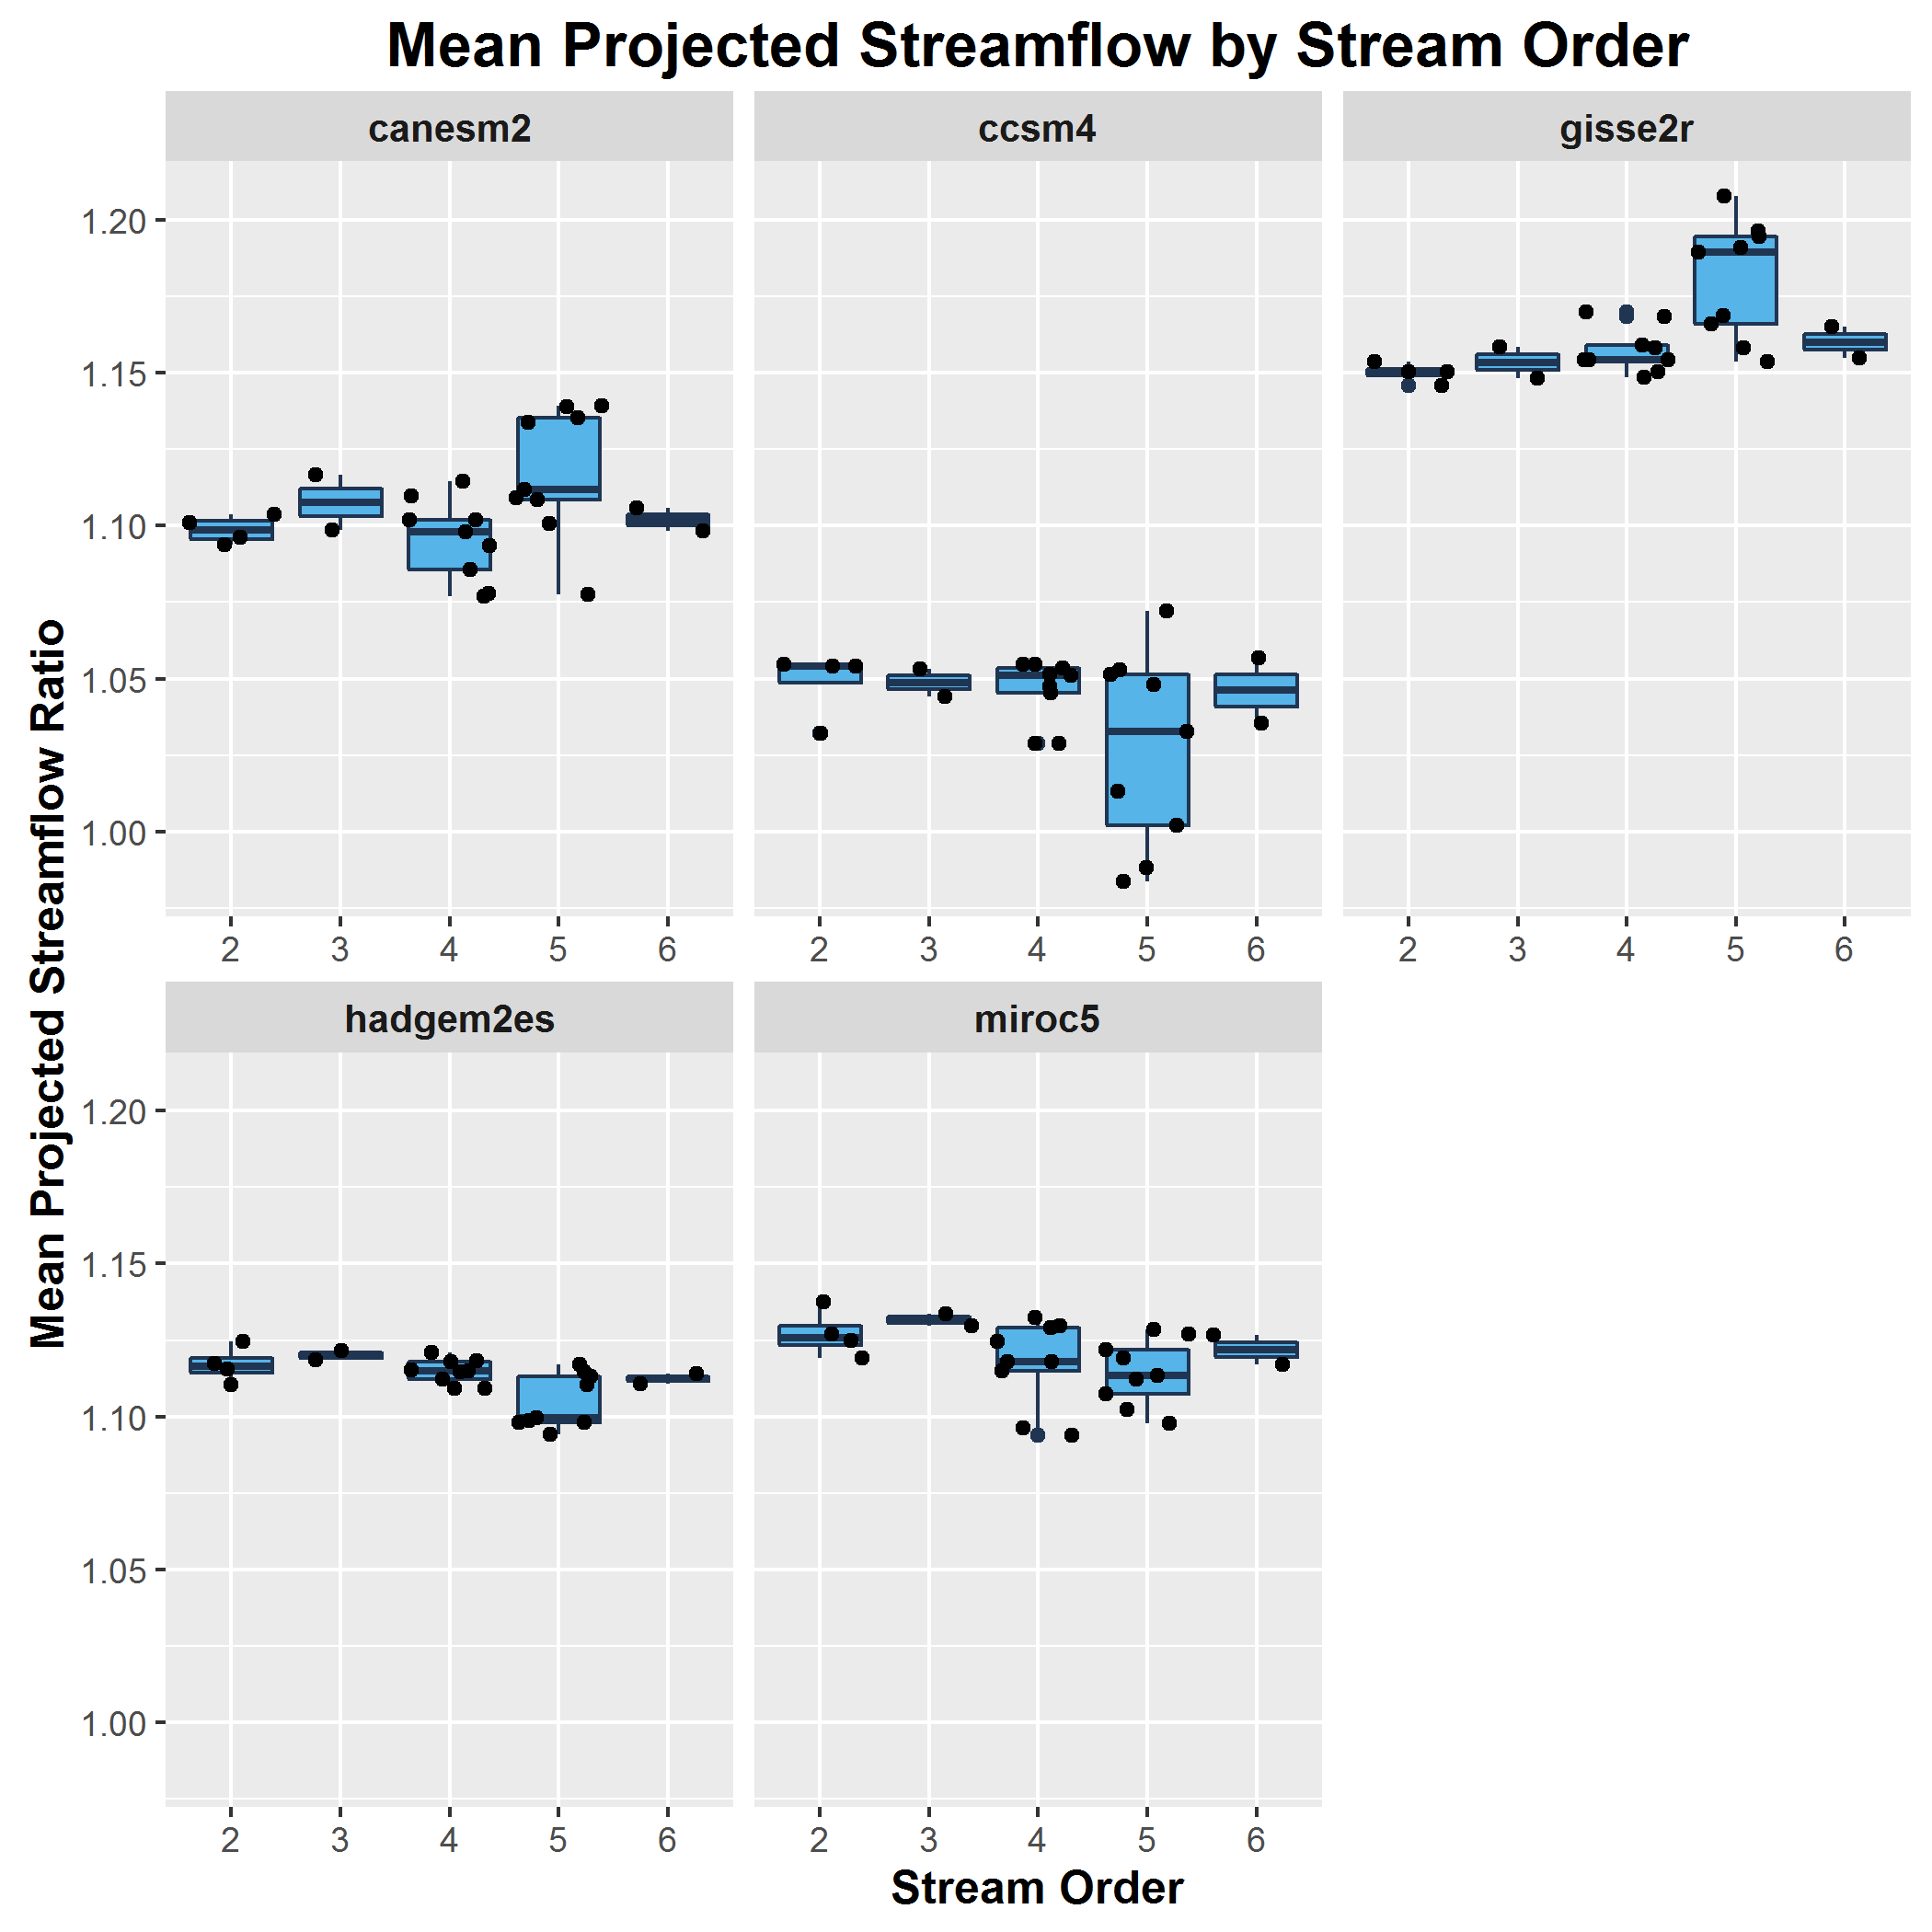 Mean Projected Streamflow by Stream Order
canesm2
ccsm4
gisse2r
1.20
1.15
1.10
1.05
1.00
2 3 4 5 6
2 3 4 5 6
2 3 4 5 6
Mean Projected Streamflow Ratio
hadgem2es
miroc5
1.20
1.15
1.10
1.05
1.00
2 3 4 5 6
2 3 4 5 6
Stream Order